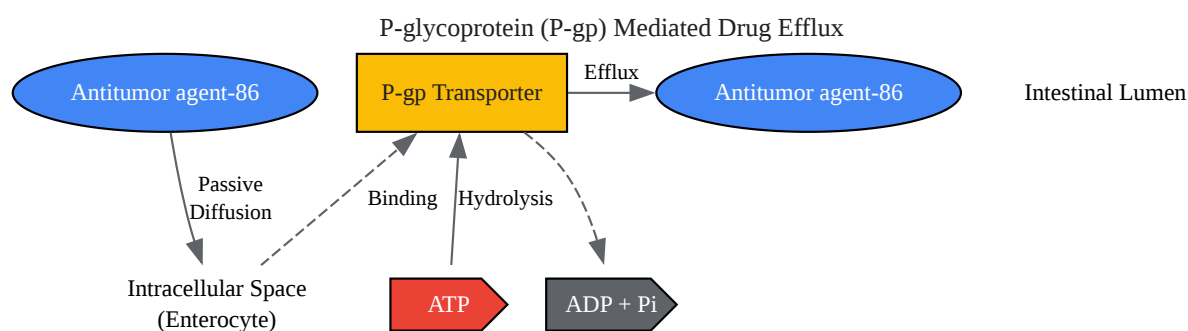 P-glycoprotein (P-gp) Mediated Drug Efflux
Antitumor agent-86
P-gp Transporter
Efflux
Antitumor agent-86
Intestinal Lumen
Passive
Diffusion
Binding
Hydrolysis
Intracellular Space
(Enterocyte)
ATP
ADP + Pi